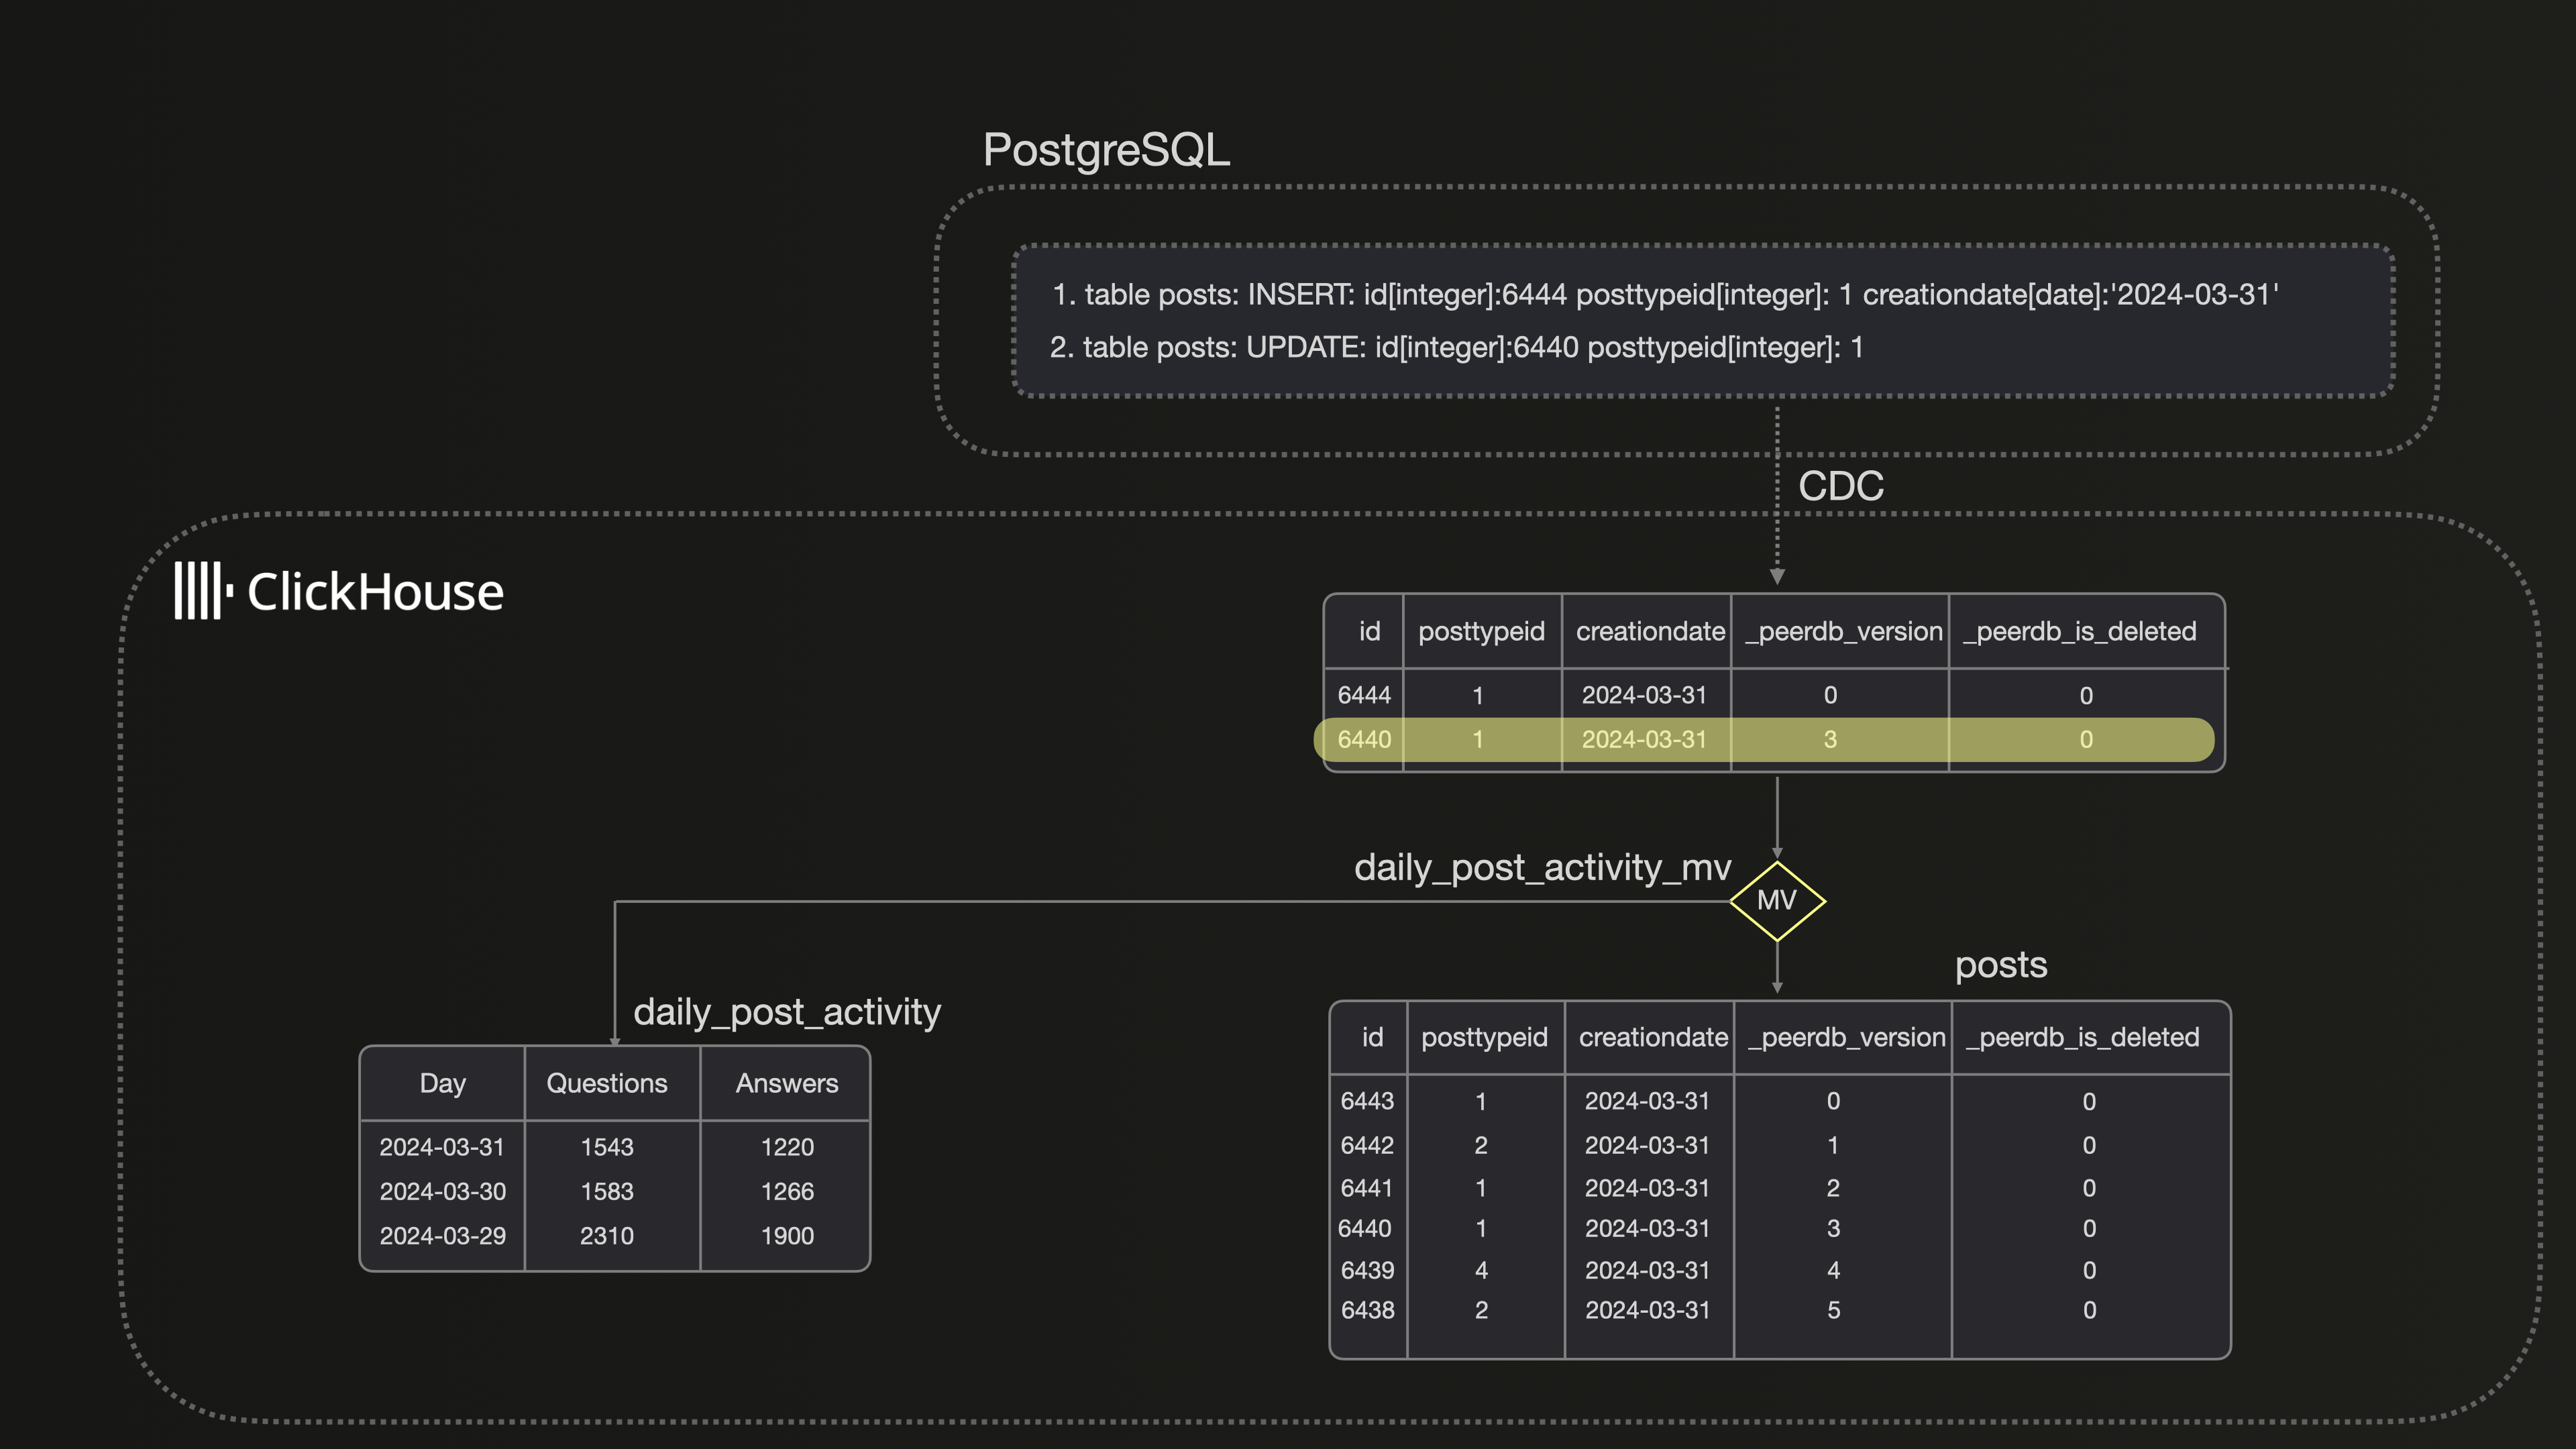 PostgreSQL
1. table posts: INSERT: id[integer]:6444 posttypeid[integer]: 1 creationdate[date]:'2024-03-31'
2. table posts: UPDATE: id[integer]:6440 posttypeid[integer]: 1
CDC
ClickHouse
id posttypeid creationdate _peerdb_version _peerdb_is_deleted
6444 1 2024-03-31 0 0
6440 1 2024-03-31 3 0
daily_post_activity_mv
MV
posts
daily_post_activity
Day Questions Answers
2024-03-31 1543 1220
2024-03-30 1583 1266
2024-03-29 2310 1900
id posttypeid creationdate _peerdb_version _peerdb_is_deleted
6443 1 2024-03-31 0 0
6442 2 2024-03-31 1 0
6441 1 2024-03-31 2 0
6440 1 2024-03-31 3 0
6439 4 2024-03-31 4 0
6438 2 2024-03-31 5 0